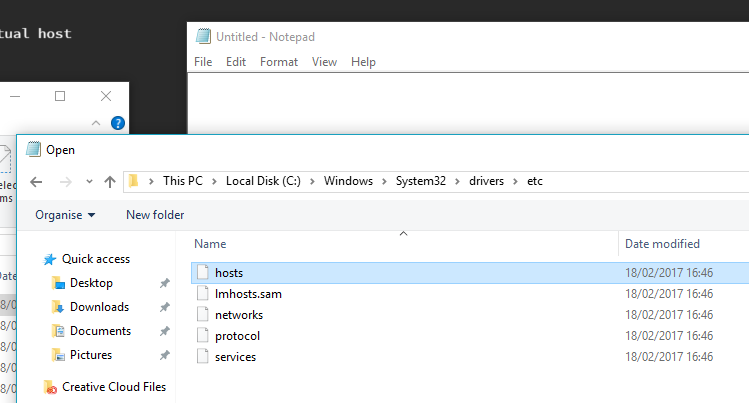 tual host
Untitled - Notepad
File Edit Format View Help
Open
This PC > Local Disk (C:) > Windows > System32 > drivers > etc
Organise New folder
Name Date modified
Quick access
Desktop
Downloads
Documents
Pictures
Creative Cloud Files
hosts 18/02/2017 16:46
lmhosts.sam 18/02/2017 16:46
networks 18/02/2017 16:46
protocol 18/02/2017 16:46
services 18/02/2017 16:46
elec
ms
Date
8/0
8/0
8/0
8/0
8/0